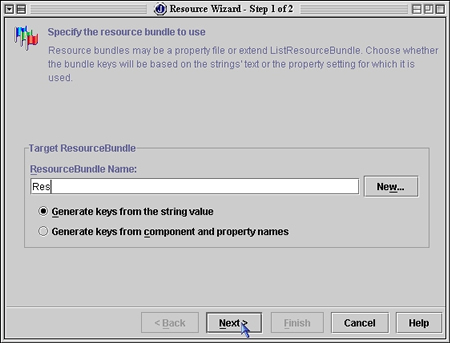 Resource Wizard - Step 1 of 2
Specify the resource bundle to use
Resource bundles may be a property file or extend ListResourceBundle. Choose whether
the bundle keys will be based on the strings' text or the property setting for which it is
used.
Target ResourceBundle
ResourceBundle Name:
Res
New...
Generate keys from the string value
Generate keys from component and property names
< Back
Next >
Finish
Cancel
Help